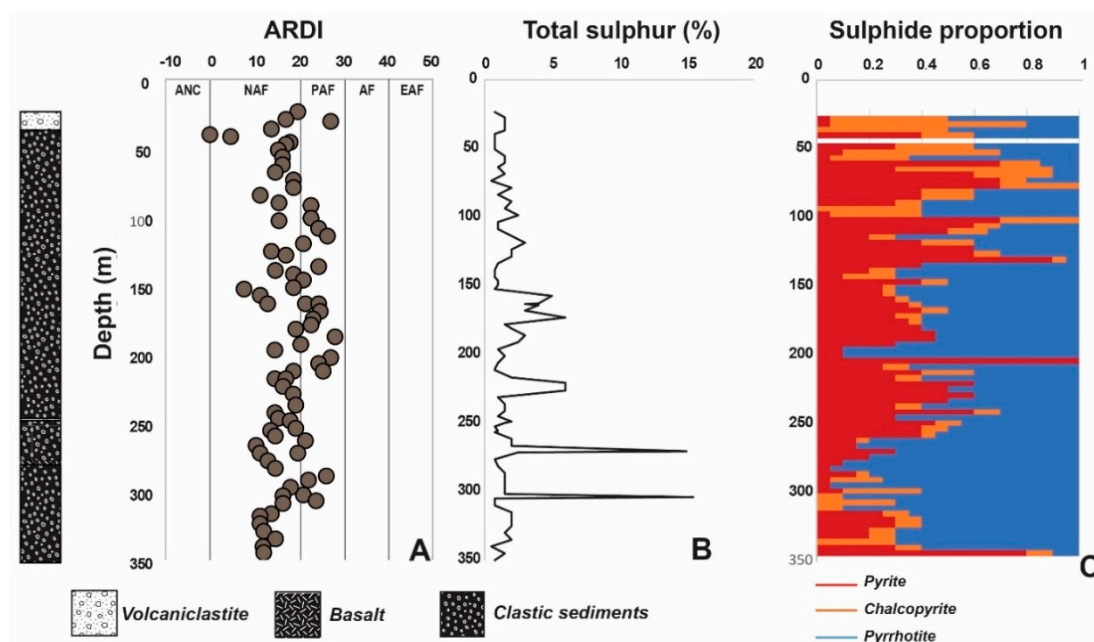 ARDI
Total sulphur (%)
Sulphide proportion
-10 0 10 20 30 40 50
0 5 10 15 20
0 0.2 0.4 0.6 0.8 1
0
ANC NAF PAF AF EAF
0
0
50
50
50
100
100
100
150
150
150
200
200
200
250
250
250
300
300
300
350
350
350
Depth (m)
A
B
C
Volcaniclastite
Basalt
Clastic sediments
Pyrite
Chalcopyrite
Pyrrhotite